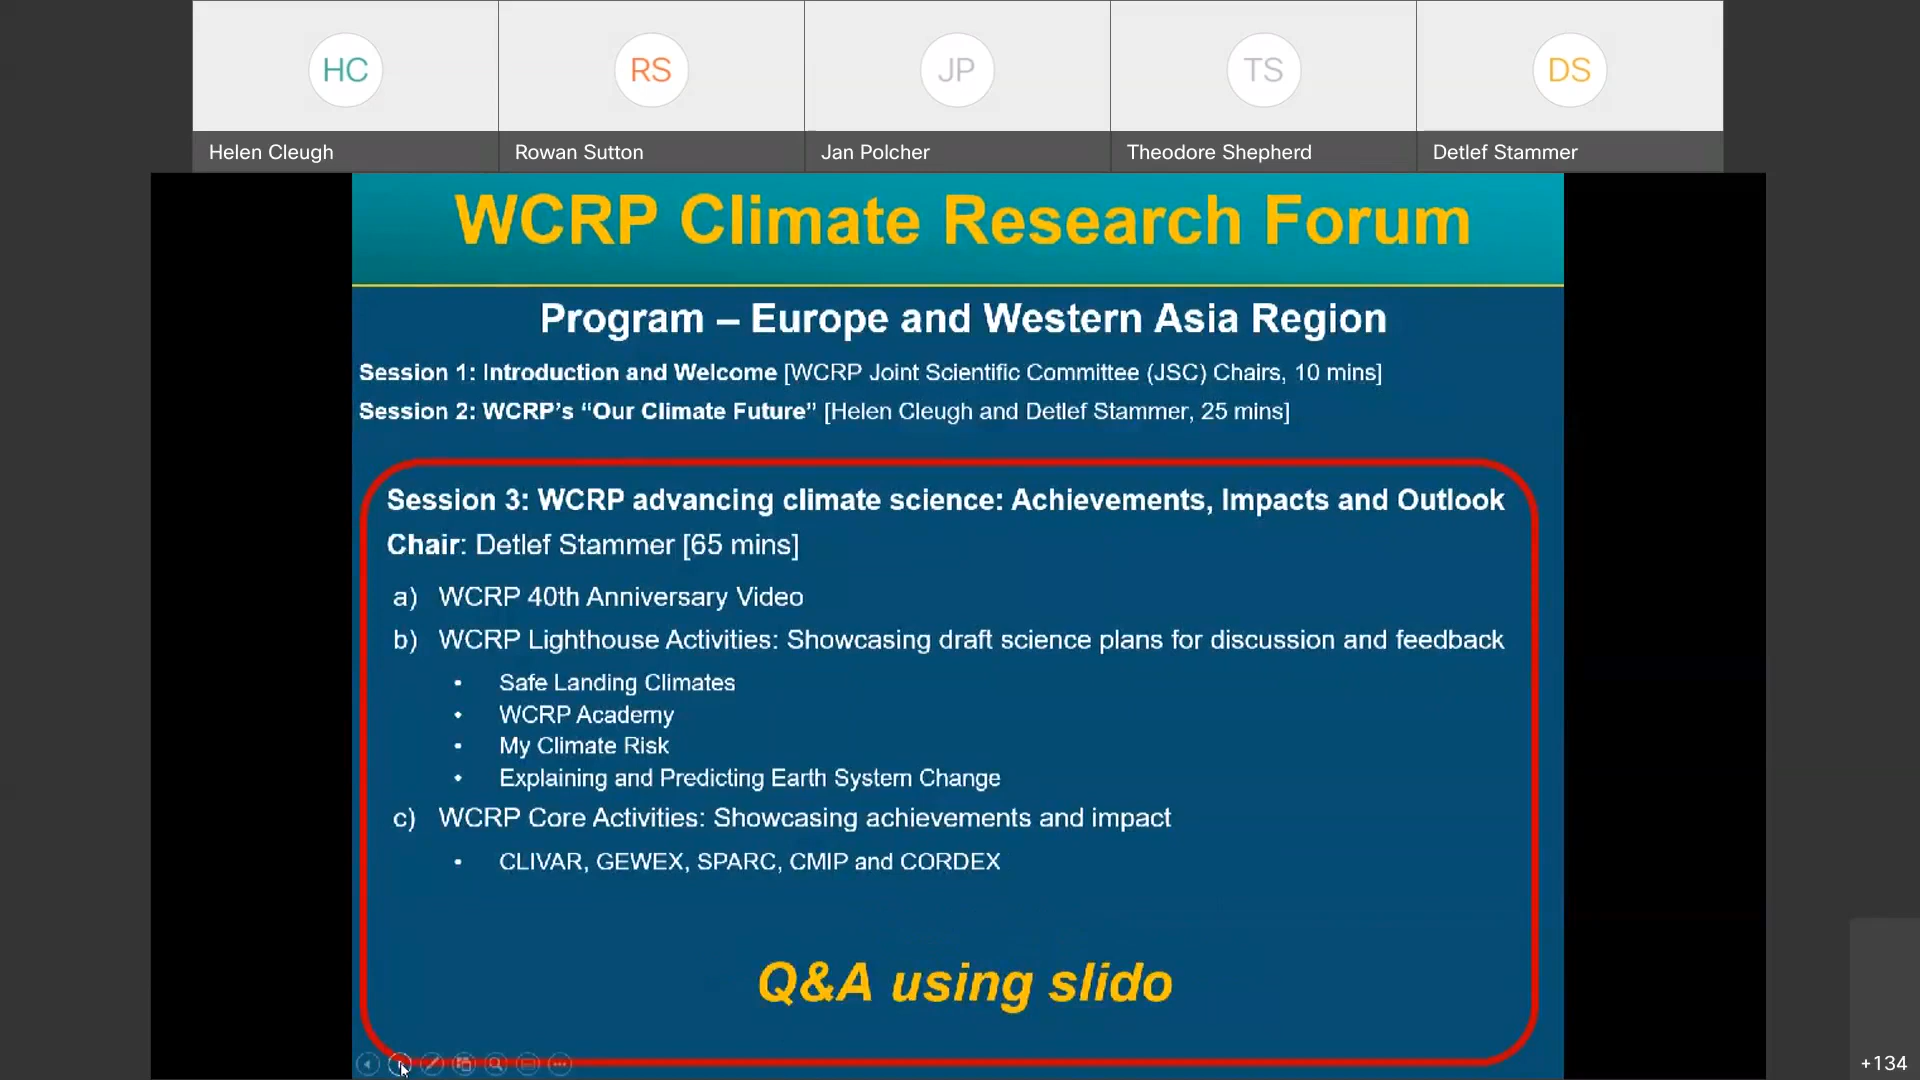 HC
RS
JP
TS
DS
Helen Cleugh
Rowan Sutton
Jan Polcher
Theodore Shepherd
Detlef Stammer
WCRP Climate Research Forum
Program – Europe and Western Asia Region
Session 1: Introduction and Welcome [WCRP Joint Scientific Committee (JSC) Chairs, 10 mins]
Session 2: WCRP’s “Our Climate Future” [Helen Cleugh and Detlef Stammer, 25 mins]
Session 3: WCRP advancing climate science: Achievements, Impacts and Outlook
Chair: Detlef Stammer [65 mins]
a) WCRP 40th Anniversary Video
b) WCRP Lighthouse Activities: Showcasing draft science plans for discussion and feedback
• Safe Landing Climates
• WCRP Academy
• My Climate Risk
• Explaining and Predicting Earth System Change
c) WCRP Core Activities: Showcasing achievements and impact
• CLIVAR, GEWEX, SPARC, CMIP and CORDEX
Q&A using slido
+134